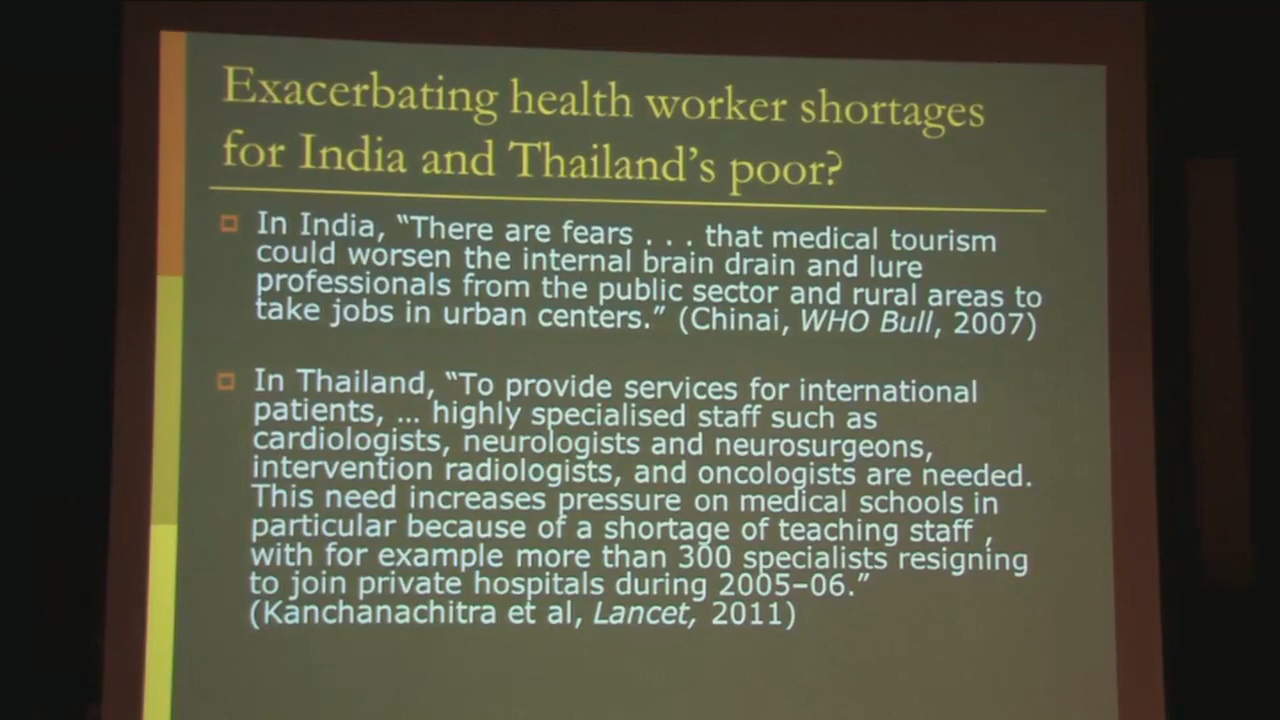 Exacerbating health worker shortages
for India and Thailand's poor?
In India, “There are fears . . . that medical tourism
could worsen the internal brain drain and lure
professionals from the public sector and rural areas to
take jobs in urban centers.” (Chinai, WHO Bull, 2007)
In Thailand, “To provide services for international
patients, ... highly specialised staff such as
cardiologists, neurologists and neurosurgeons,
intervention radiologists, and oncologists are needed.
This need increases pressure on medical schools in
particular because of a shortage of teaching staff ,
with for example more than 300 specialists resigning
to join private hospitals during 2005–06.”
(Kanchanachitra et al, Lancet, 2011)